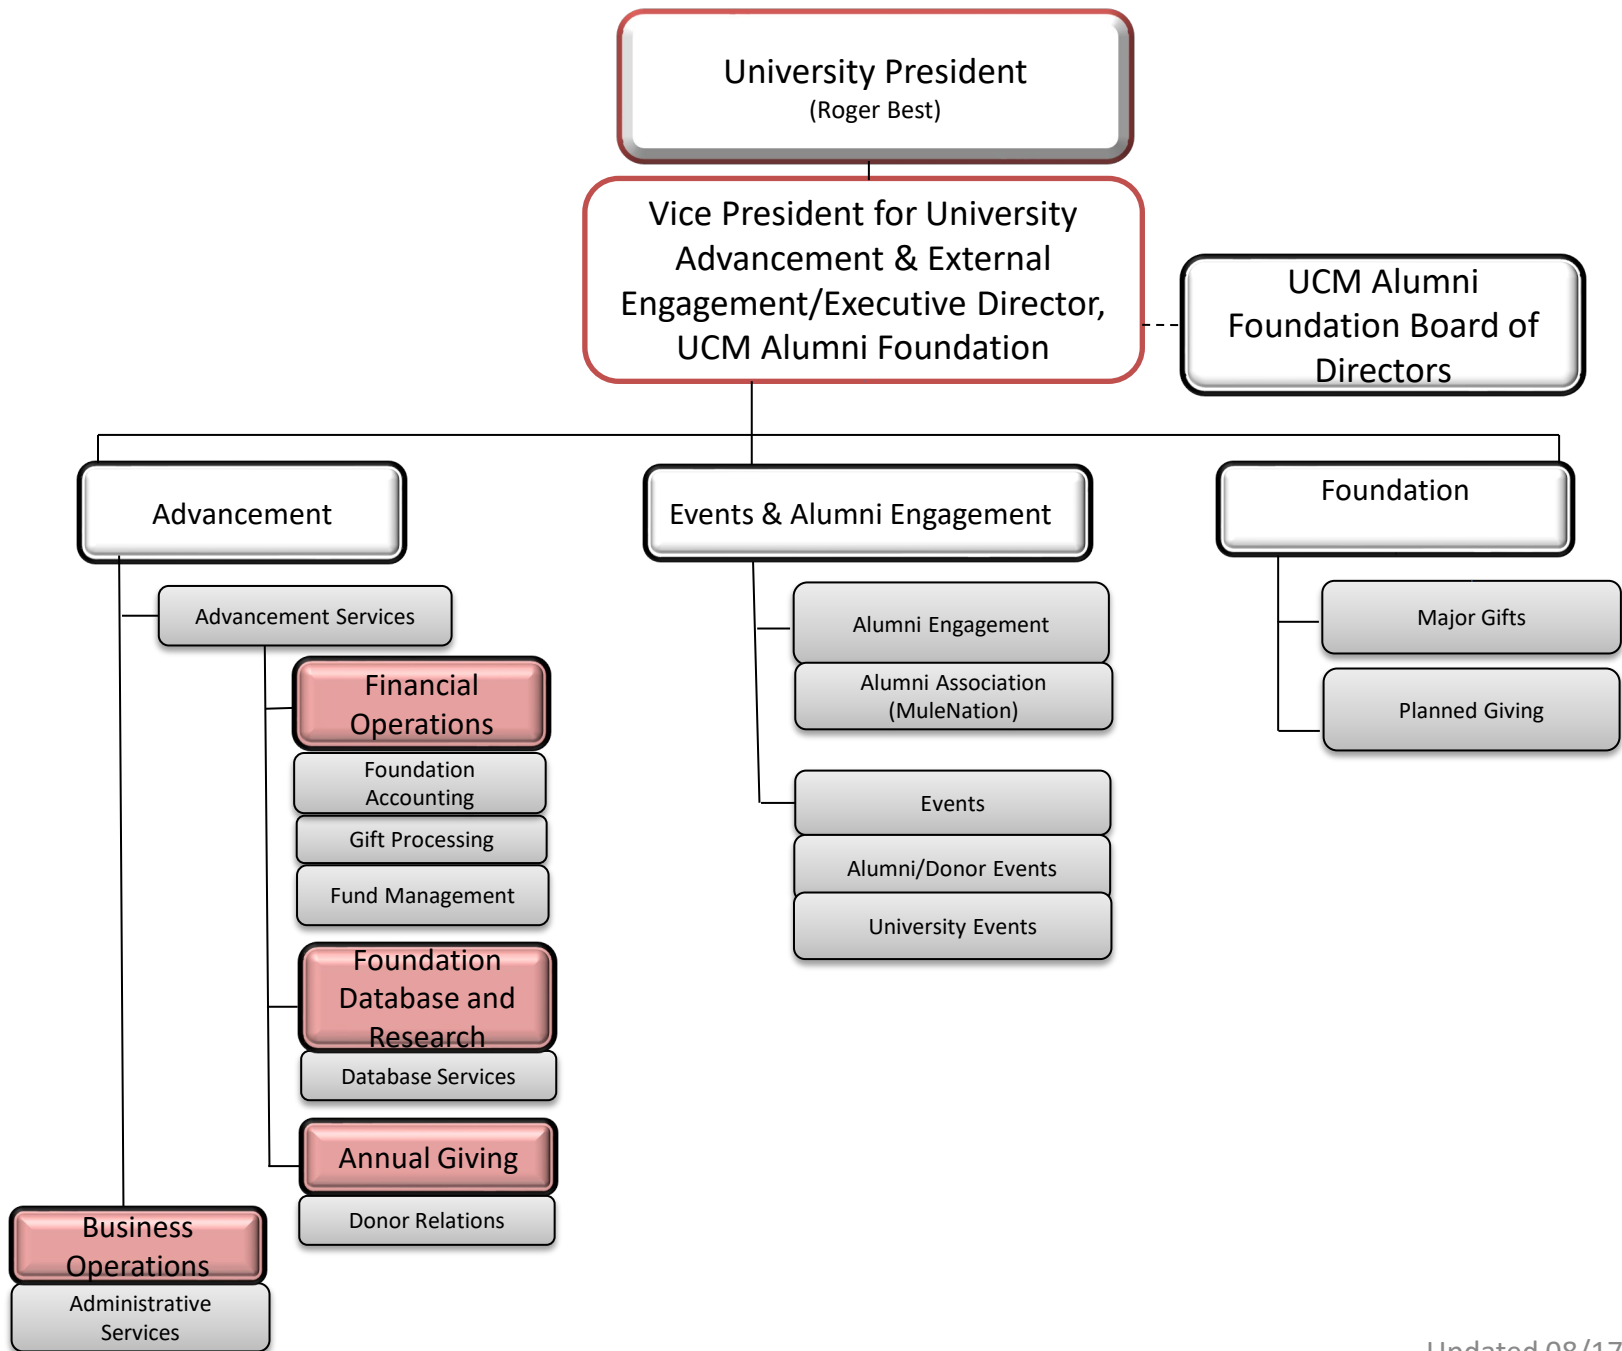 University President
(Roger Best)
Vice President for University
Advancement & External
Engagement/Executive Director,
UCM Alumni Foundation
UCM Alumni
Foundation Board of
Directors
Advancement
Events & Alumni Engagement
Foundation
Advancement Services
Financial
Operations
Foundation
Accounting
Gift Processing
Fund Management
Foundation
Database and
Research
Database Services
Annual Giving
Donor Relations
Business
Operations
Administrative
Services
Alumni Engagement
Alumni Association
(MuleNation)
Events
Alumni/Donor Events
University Events
Major Gifts
Planned Giving
Updated 08/17